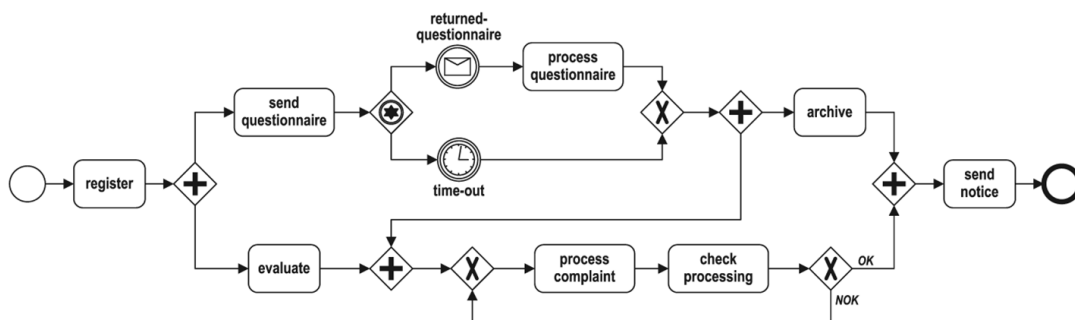 returned-
questionnaire
process
questionnaire
send
questionnaire
archive
register
time-out
send
notice
evaluate
process
complaint
check
processing
OK
NOK